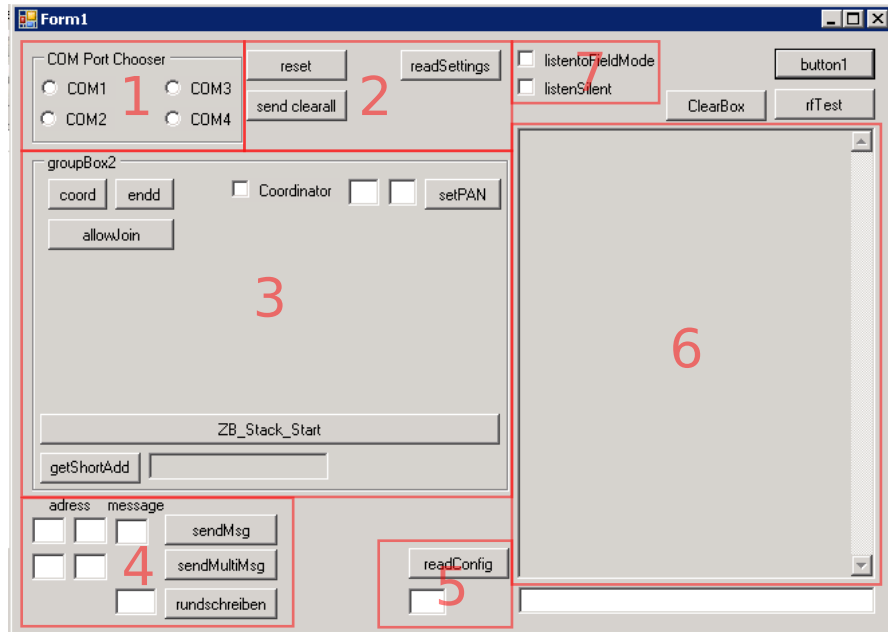 Form1
COM Port Chooser
COM1
COM3
COM2
COM4
1
reset
readSettings
send clearall
2
listentoFieldMode
listenSilent
7
button1
ClearBox
rfTest
groupBox2
coord
endd
Coordinator
setPAN
allowJoin
3
ZB_Stack_Start
getShortAdd
6
adress message
sendMsg
sendMultiMsg
rundschreiben
4
readConfig
5